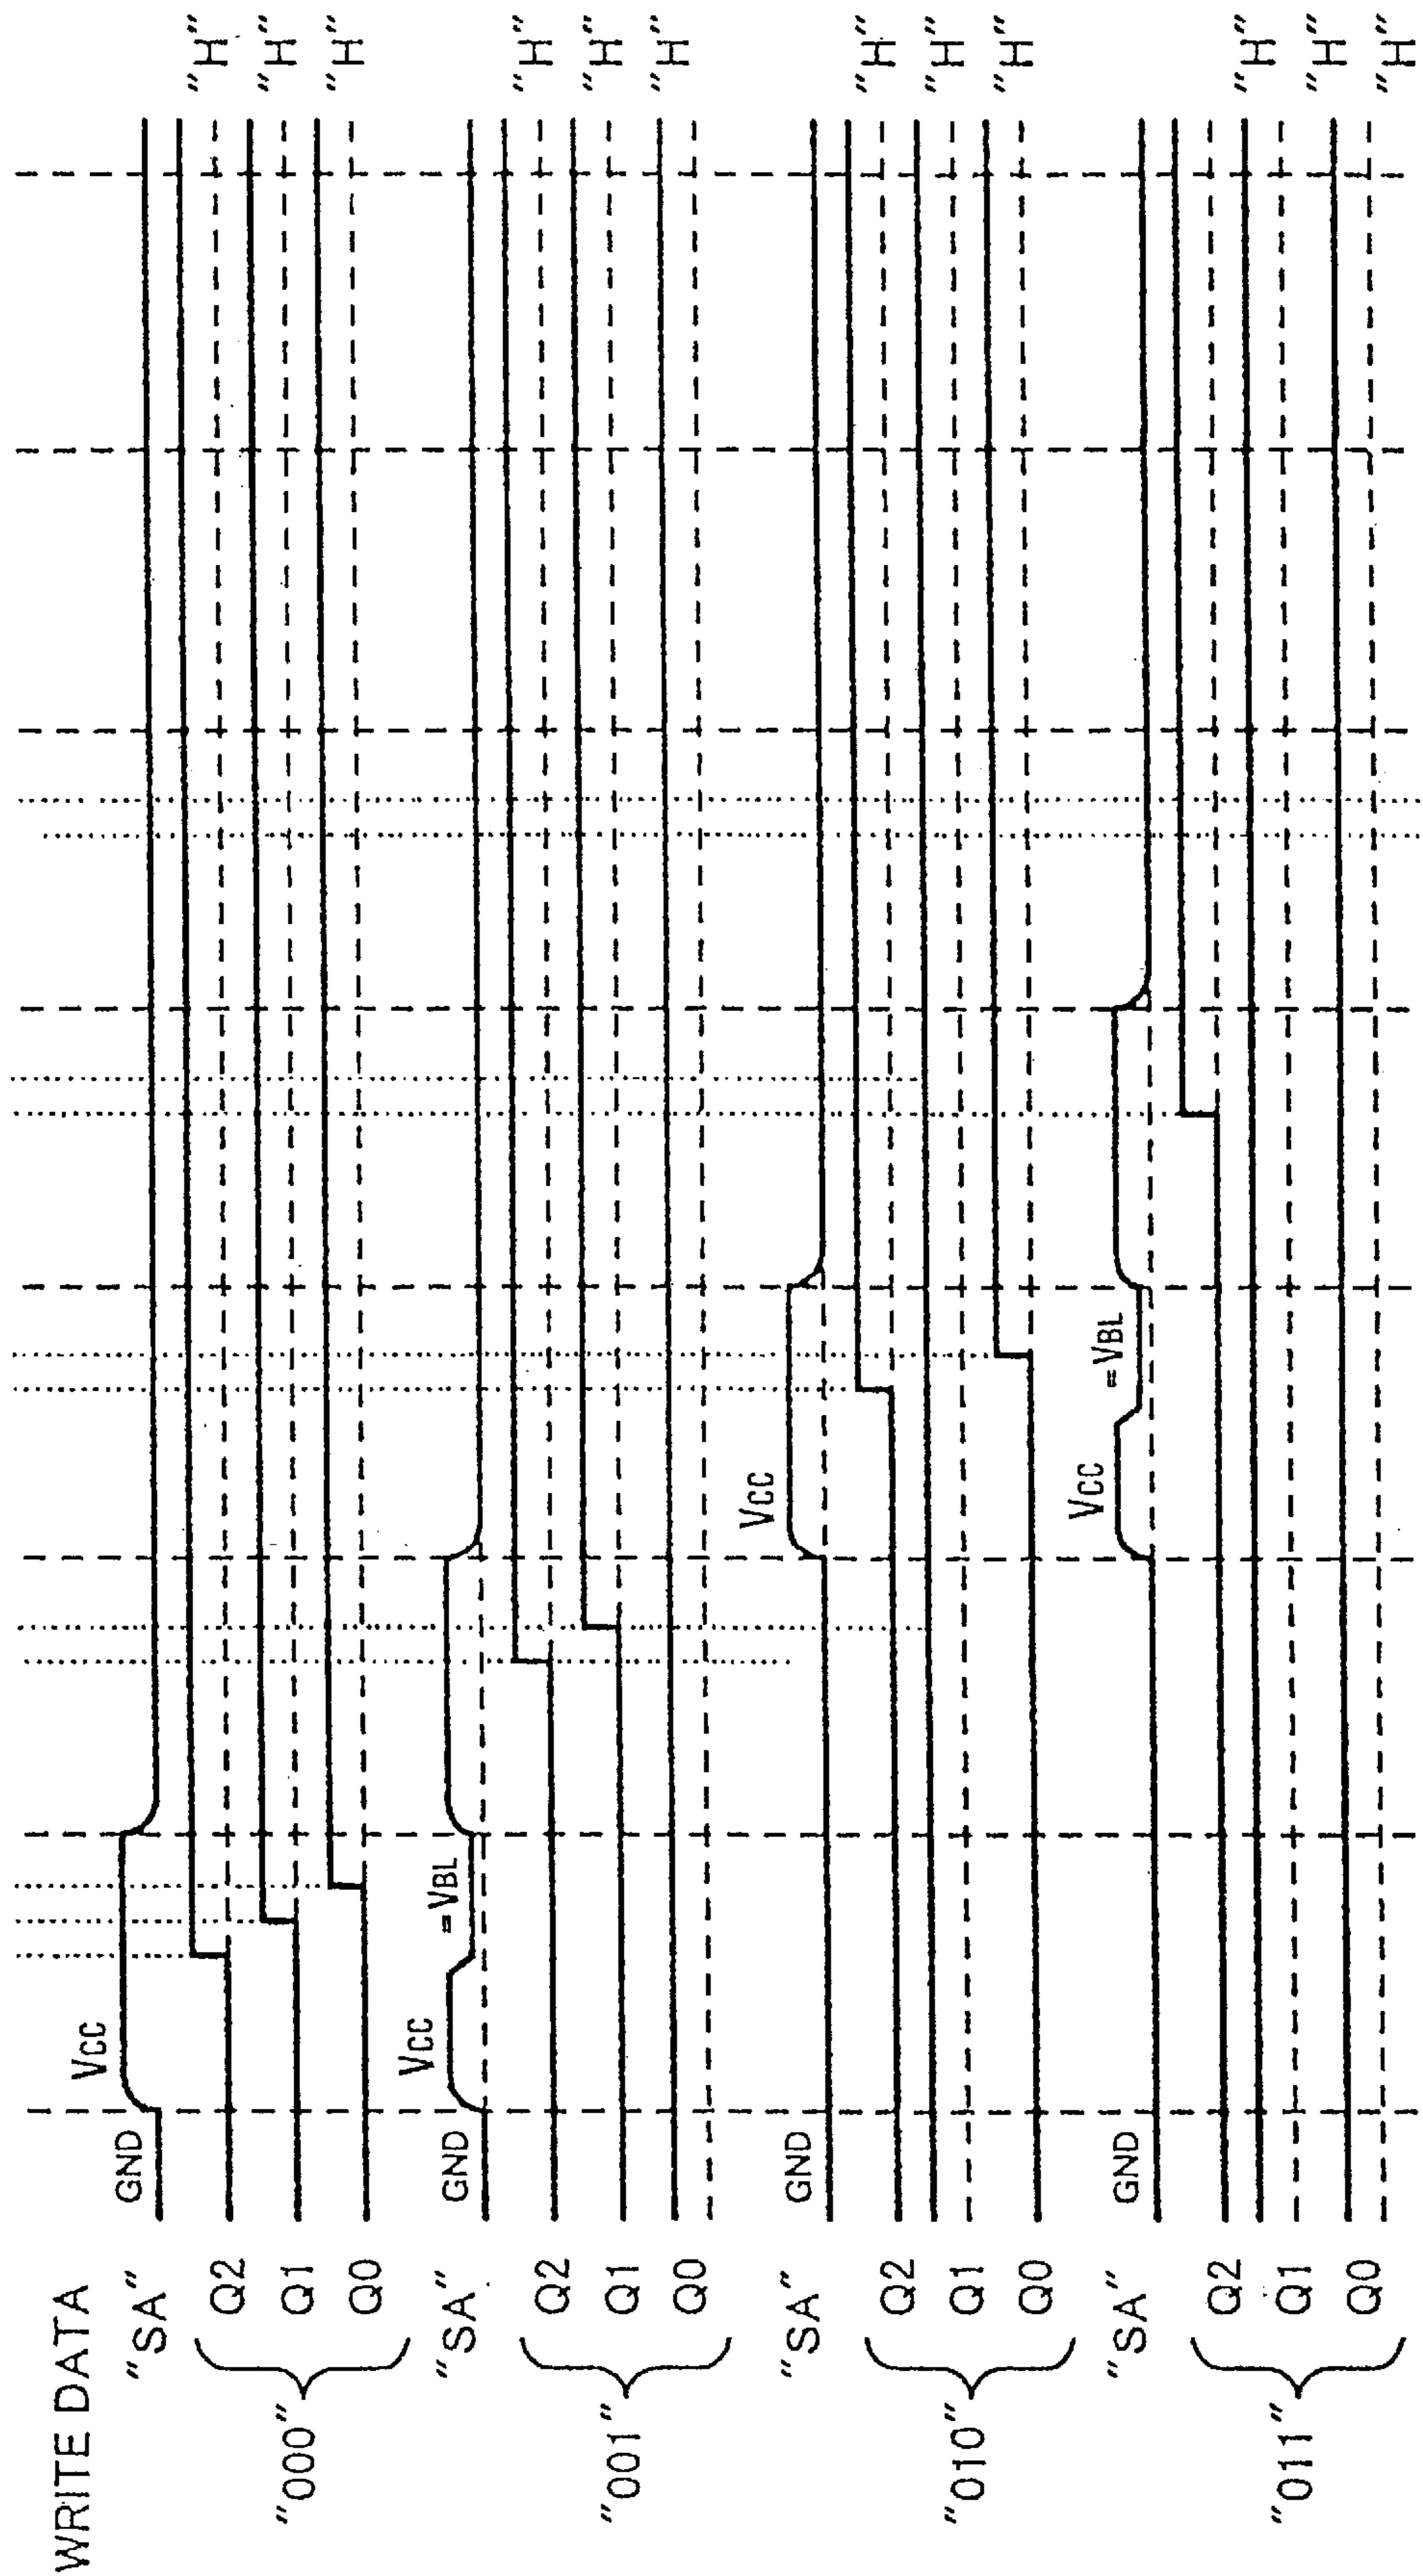 WRITE DATA
"SA" GND VCC
"000"
Q2 "H"
Q1 "H"
Q0 "H"
"SA" GND VCC =VBL
"001"
Q2 "H"
Q1 "H"
Q0 "H"
"SA" GND VCC
"010"
Q2 "H"
Q1 "H"
Q0 "H"
"SA" GND VCC =VBL
"011"
Q2 "H"
Q1 "H"
Q0 "H"